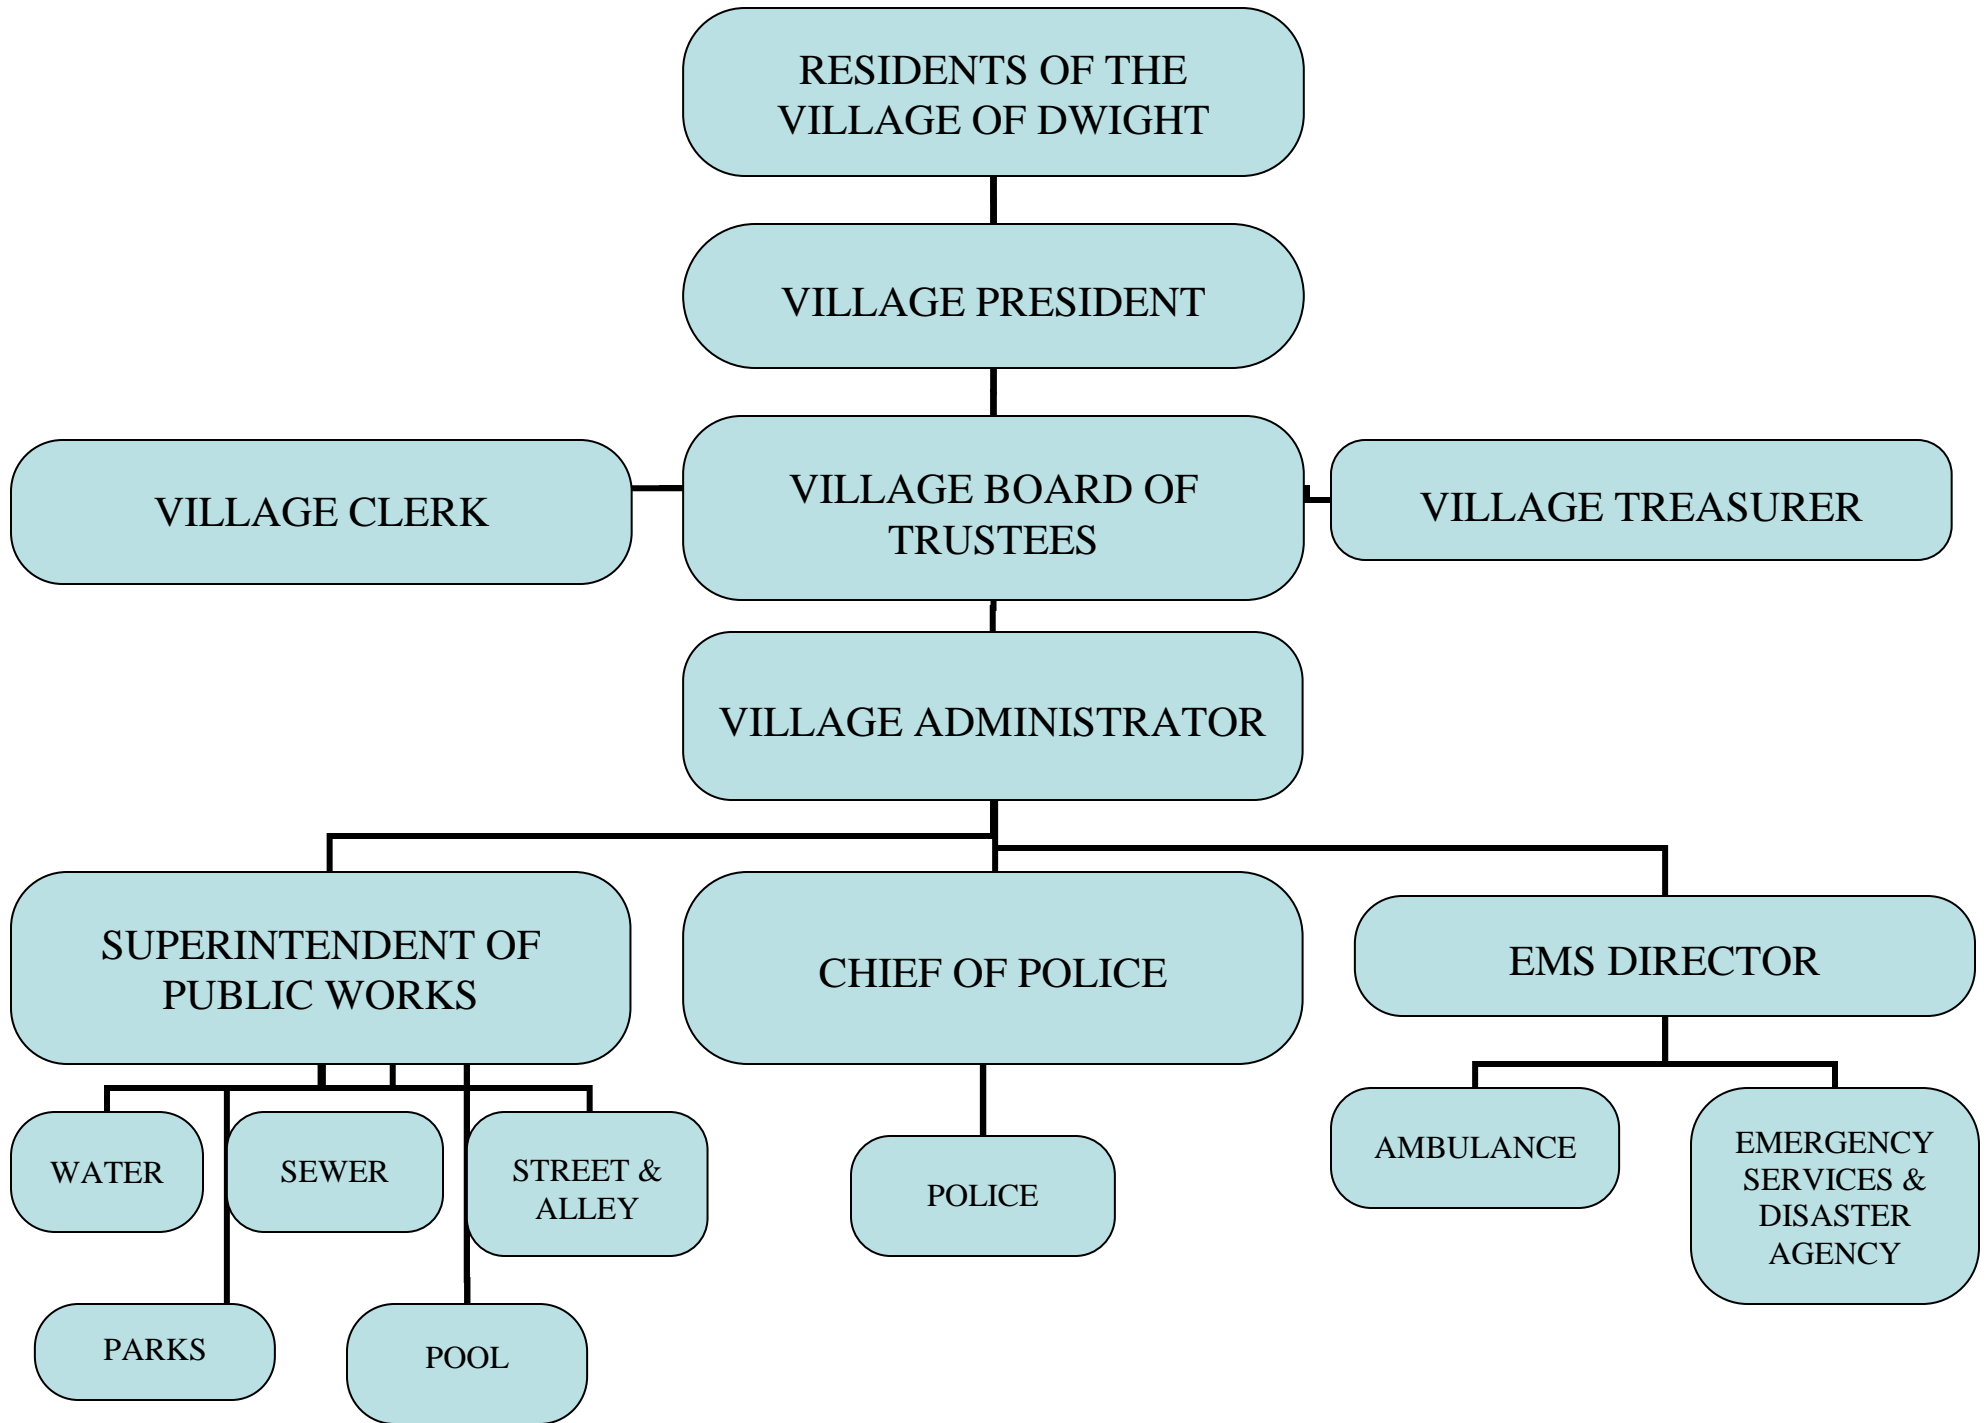 RESIDENTS OF THE
VILLAGE OF DWIGHT
VILLAGE PRESIDENT
VILLAGE CLERK
VILLAGE BOARD OF
TRUSTEES
VILLAGE TREASURER
VILLAGE ADMINISTRATOR
SUPERINTENDENT OF
PUBLIC WORKS
CHIEF OF POLICE
EMS DIRECTOR
WATER
SEWER
STREET &
ALLEY
POLICE
AMBULANCE
EMERGENCY
SERVICES &
DISASTER
AGENCY
PARKS
POOL